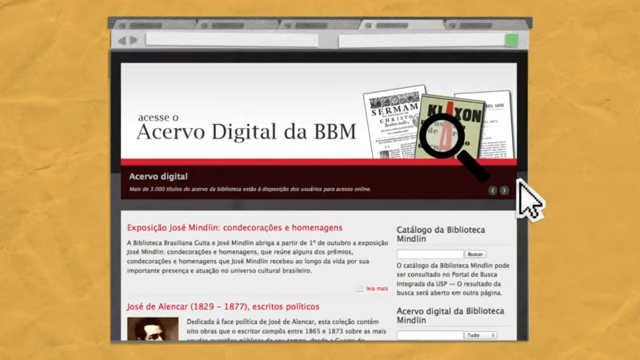 acesse o
Acervo Digital da BBM
SERMAM
CHRISTO
KLAXON
Acervo digital
Mais de 3.000 títulos do acervo da biblioteca estão à disposição dos usuários para acesso online.
Exposição José Mindlin: condecorações e homenagens
A Biblioteca Brasiliana Guita e José Mindlin abriga a partir de 1º de outubro a exposição
José Mindlin: condecorações e homenagens, que reúne alguns dos prêmios,
condecorações e homenagens que José Mindlin recebeu ao longo da vida por sua
importante presença e atuação no universo cultural brasileiro.
leia mais
José de Alencar (1829 - 1877), escritos políticos
Dedicada à face política de José de Alencar, esta coleção contém
oito obras que o escritor compôs entre 1865 e 1873 sobre as mais
Catálogo da Biblioteca
Mindlin
Buscar
O catálogo da Biblioteca Mindlin pode
ser consultado no Portal de Busca
Integrada da USP — O resultado da
busca será aberto em outra página.
Acervo digital da Biblioteca
Mindlin
Tudo